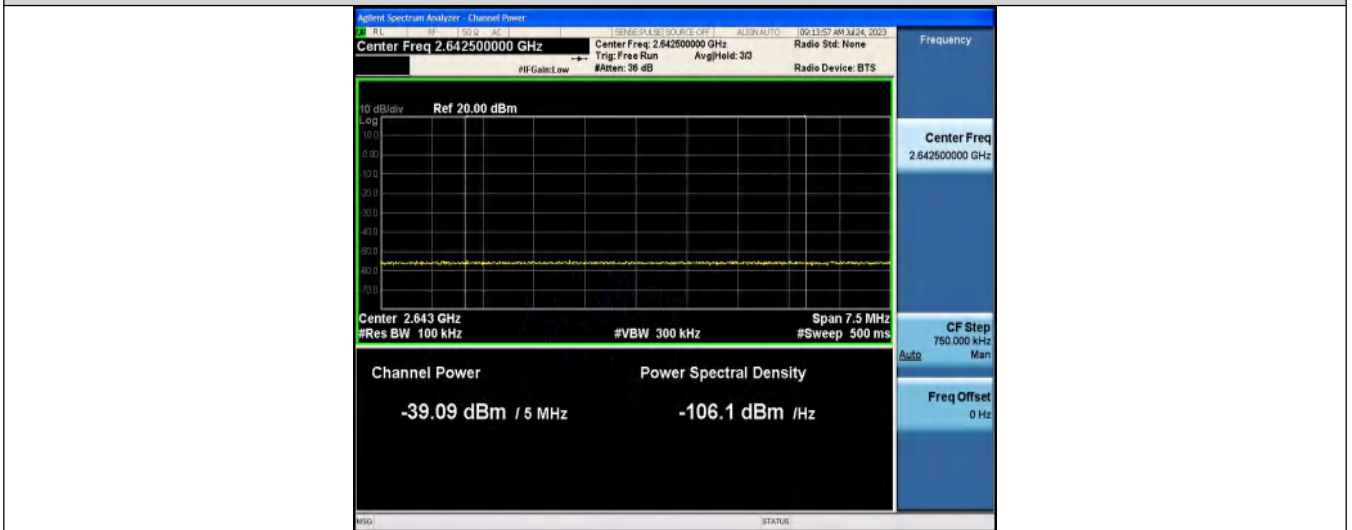 Agilent Spectrum Analyzer - Channel Power
RL RF 50 Ω AC SENSE:PULSE SOURCE OFF ALIGN AUTO 09:13:57 AM Jul 24, 2023
Center Freq 2.642500000 GHz
Center Freq: 2.642500000 GHz
Radio Std: None
Trig: Free Run Avg|Hold: 3/3
#IFGain:Low #Atten: 36 dB Radio Device: BTS
Frequency
10 dB/div Ref 20.00 dBm
Log
10.0
0.00
-10.0
-20.0
-30.0
-40.0
-50.0
-60.0
-70.0
Center 2.643 GHz Span 7.5 MHz
#Res BW 100 kHz #VBW 300 kHz #Sweep 500 ms
Channel Power Power Spectral Density
-39.09 dBm / 5 MHz -106.1 dBm /Hz
Center Freq
2.642500000 GHz
CF Step
750.000 kHz
Auto Man
Freq Offset
0 Hz
MSG STATUS